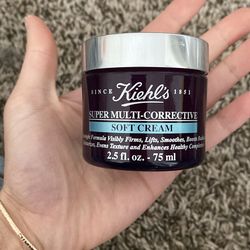 SINCE Kiehl's 1851
SUPER MULTI-CORRECTIVE
SOFT CREAM
Formula Visibly Firms, Lifts, Smoothes, Boosts
Evens Texture and Enhances Healthy
2.5 fl. oz. - 75 ml